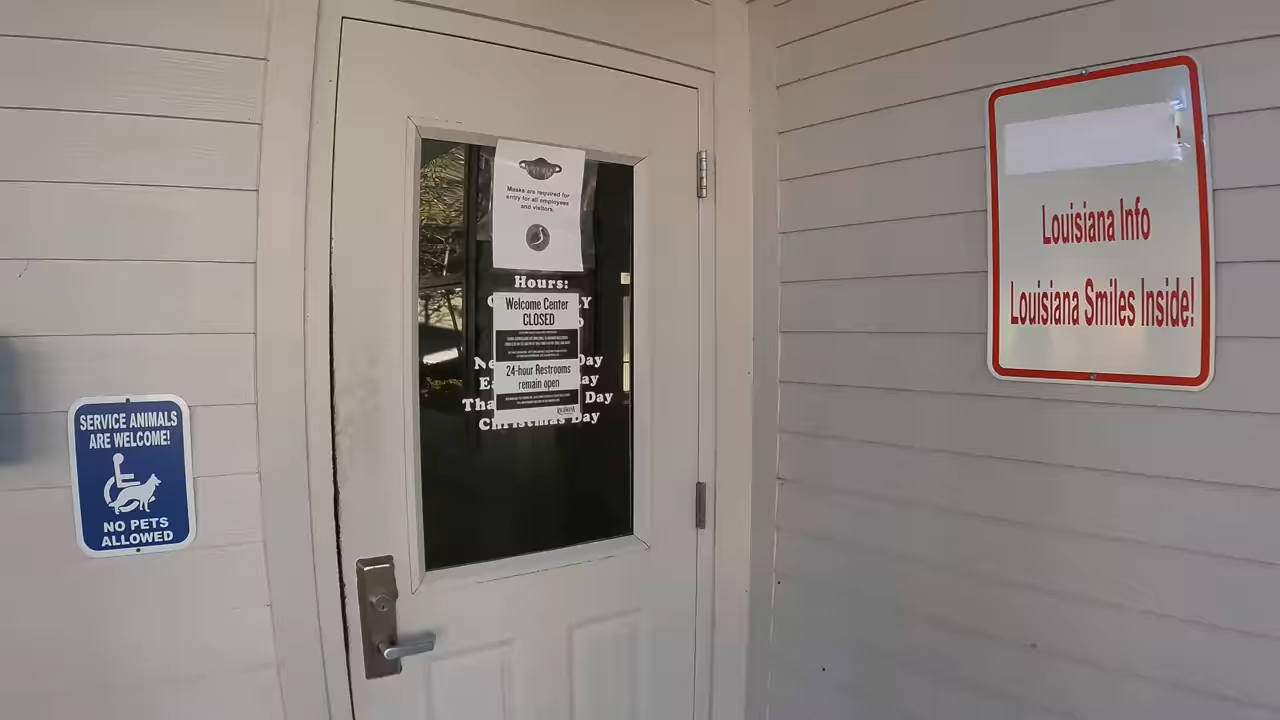 Masks are required for
entry for all employees
and visitors.
Hours:
Welcome Center
CLOSED
24-hour Restrooms
remain open
Day
Day
Christmas Day
SERVICE ANIMALS
ARE WELCOME!
NO PETS
ALLOWED
Louisiana Info
Louisiana Smiles Inside!